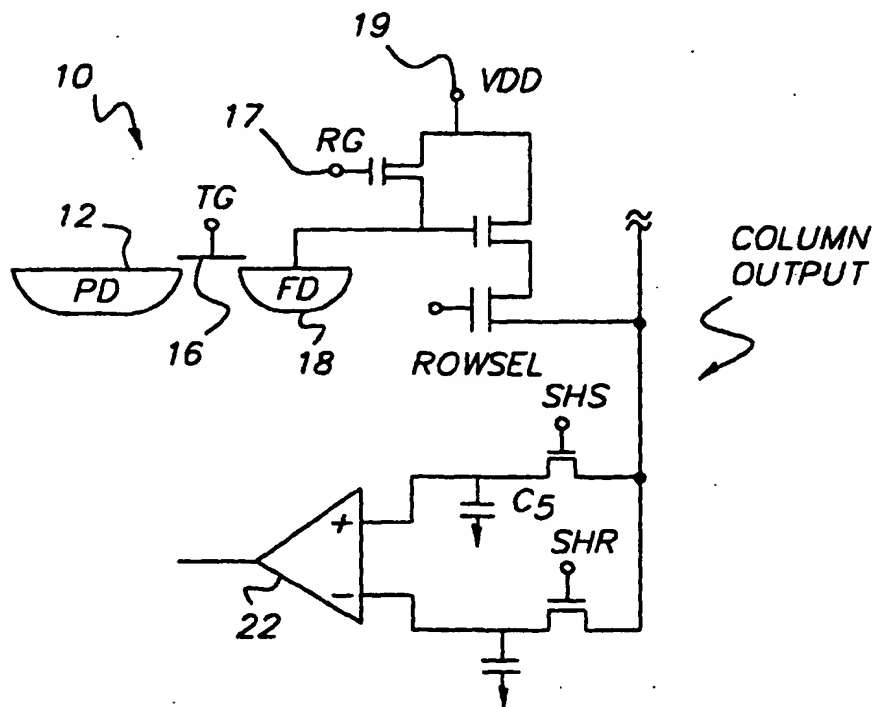 19
10
VDD
17
RG
TG
12
COLUMN
OUTPUT
PD
FD
16
18
ROWSEL
SHS
C5
+
SHR
−
22